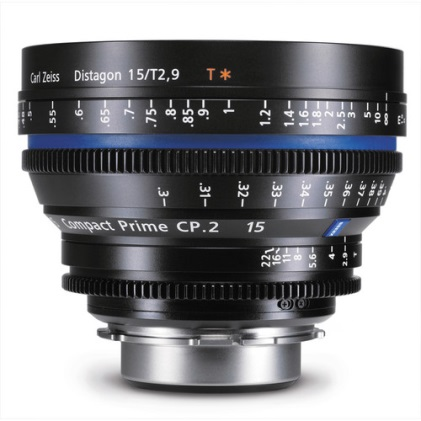 Carl Zeiss Distagon 15/T2,9 T*
.5 .55 .6 .65 .7 .75 .8 .85 .9 1 1.2 1.4 1.6 1.8 2 2.5 3 5 10 ∞
.3 .31 .32 .33 .34 .35 .36 .37 .38
Compact Prime CP.2 15
22 16 11 8 5.6 4 2.9 T